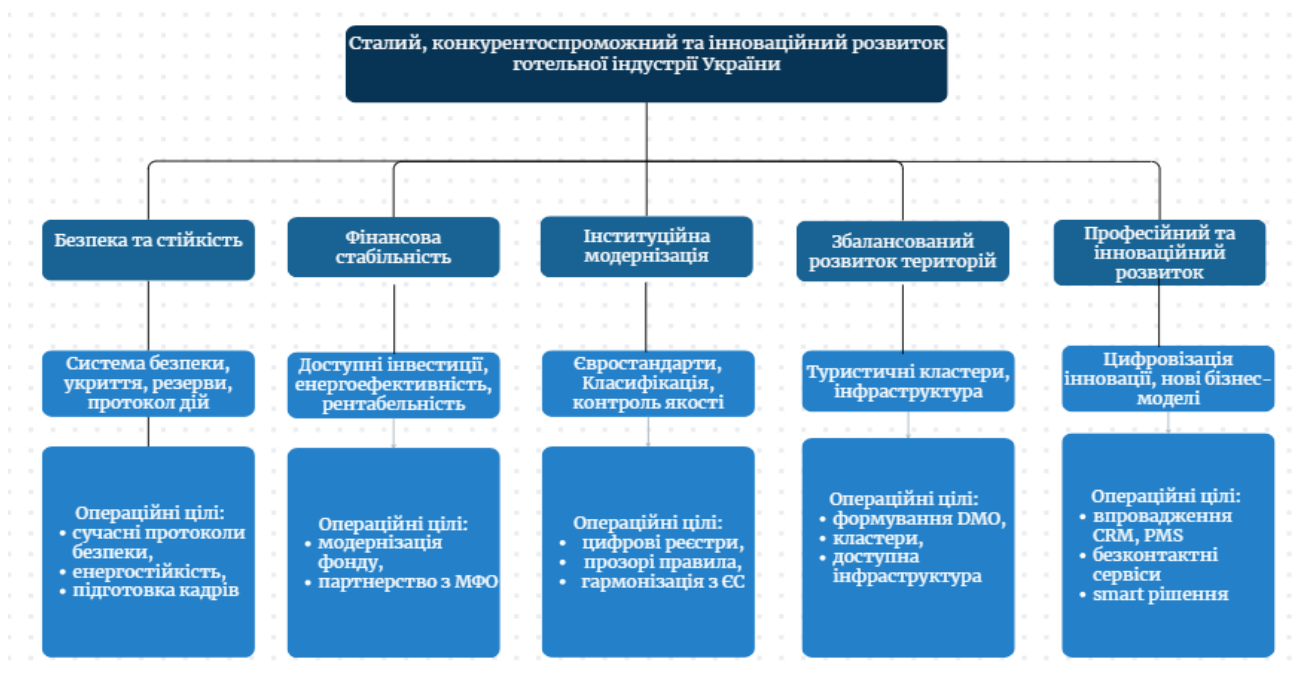 Сталий, конкурентоспроможний та інноваційний розвиток
готельної індустрії України
Безпека та стійкість
Фінансова
стабільність
Інституційна
модернізація
Збалансований
розвиток територій
Професійний та
інноваційний
розвиток
Система безпеки,
укриття, резерви,
протокол дій
Доступні інвестиції,
енергоефективність,
рентабельність
Євростандарти,
Класифікація,
контроль якості
Туристичні кластери,
інфраструктура
Цифровізація
інновації, нові бізнес-
моделі
Операційні цілі:
• сучасні протоколи
безпеки,
• енергостійкість,
• підготовка кадрів
Операційні цілі:
• модернізація
фонду,
• партнерство з МФО
Операційні цілі:
• цифрові реєстри,
• прозорі правила,
• гармонізація з ЄС
Операційні цілі:
• формування DMO,
• кластери,
• доступна
інфраструктура
Операційні цілі:
• впровадження
CRM, PMS
• безконтактні
сервіси
• smart рішення